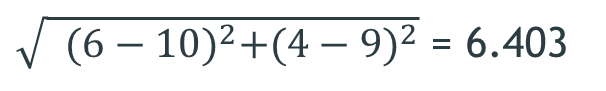 √(6 − 10)²+(4 − 9)² = 6.403